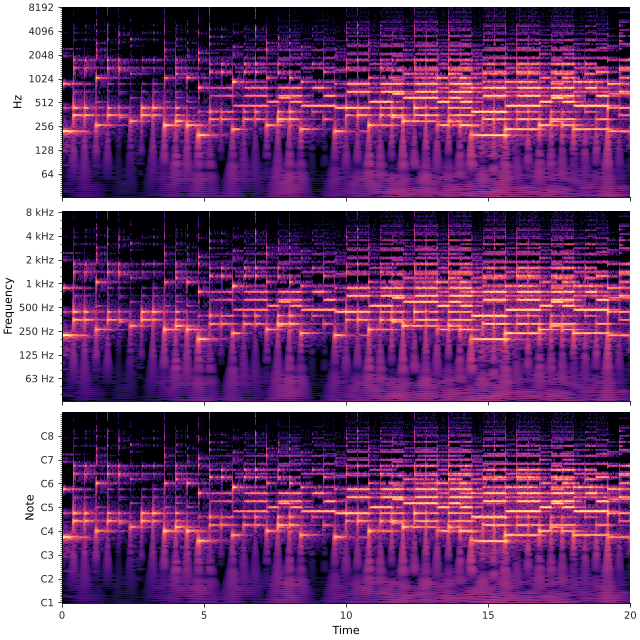 8192
4096
2048
1024
512
256
128
64
Hz
8 kHz
4 kHz
2 kHz
1 kHz
500 Hz
250 Hz
125 Hz
63 Hz
Frequency
C8
C7
C6
C5
C4
C3
C2
C1
Note
0 5 10 15 20
Time